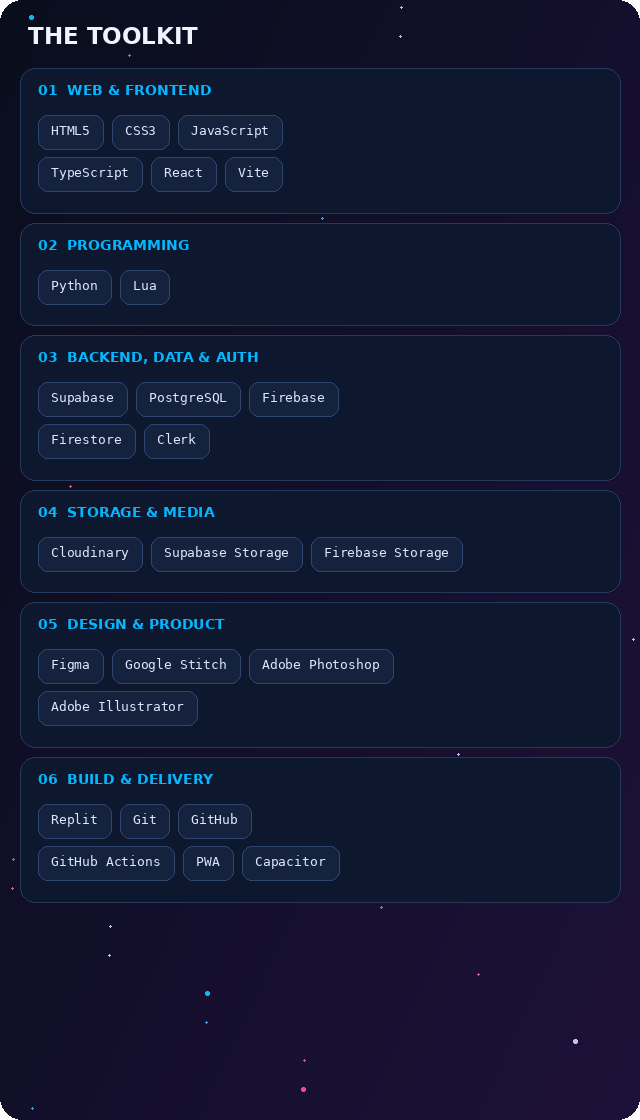 THE TOOLKIT
01 WEB & FRONTEND
HTML5 CSS3 JavaScript
TypeScript React Vite
02 PROGRAMMING
Python Lua
03 BACKEND, DATA & AUTH
Supabase PostgreSQL Firebase
Firestore Clerk
04 STORAGE & MEDIA
Cloudinary Supabase Storage Firebase Storage
05 DESIGN & PRODUCT
Figma Google Stitch Adobe Photoshop
Adobe Illustrator
06 BUILD & DELIVERY
Replit Git GitHub
GitHub Actions PWA Capacitor